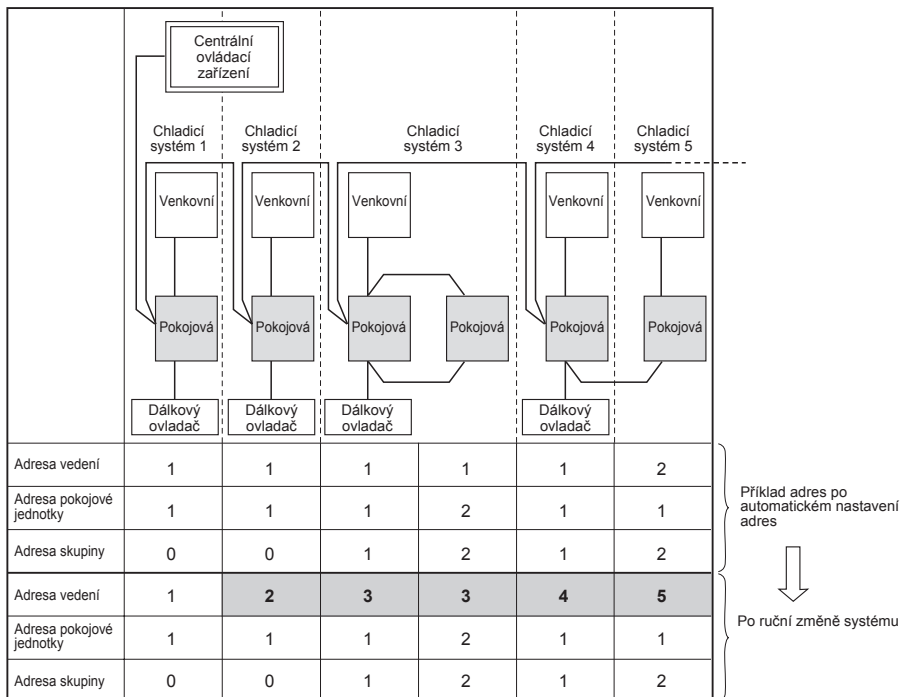 Centrální
ovládací
zařízení
Chladicí
systém 1
Chladicí
systém 2
Chladicí
systém 3
Chladicí
systém 4
Chladicí
systém 5
Venkovní
Venkovní
Venkovní
Venkovní
Venkovní
Pokojová
Pokojová
Pokojová
Pokojová
Pokojová
Pokojová
Dálkový
ovladač
Dálkový
ovladač
Dálkový
ovladač
Dálkový
ovladač
Adresa vedení 1 1 1 1 1 2
Adresa pokojové
jednotky 1 1 1 2 1 1
Adresa skupiny 0 0 1 2 1 2
Příklad adres po
automatickém nastavení
adres
Adresa vedení 1 2 3 3 4 5
Adresa pokojové
jednotky 1 1 1 2 1 1
Adresa skupiny 0 0 1 2 1 2
Po ruční změně systému